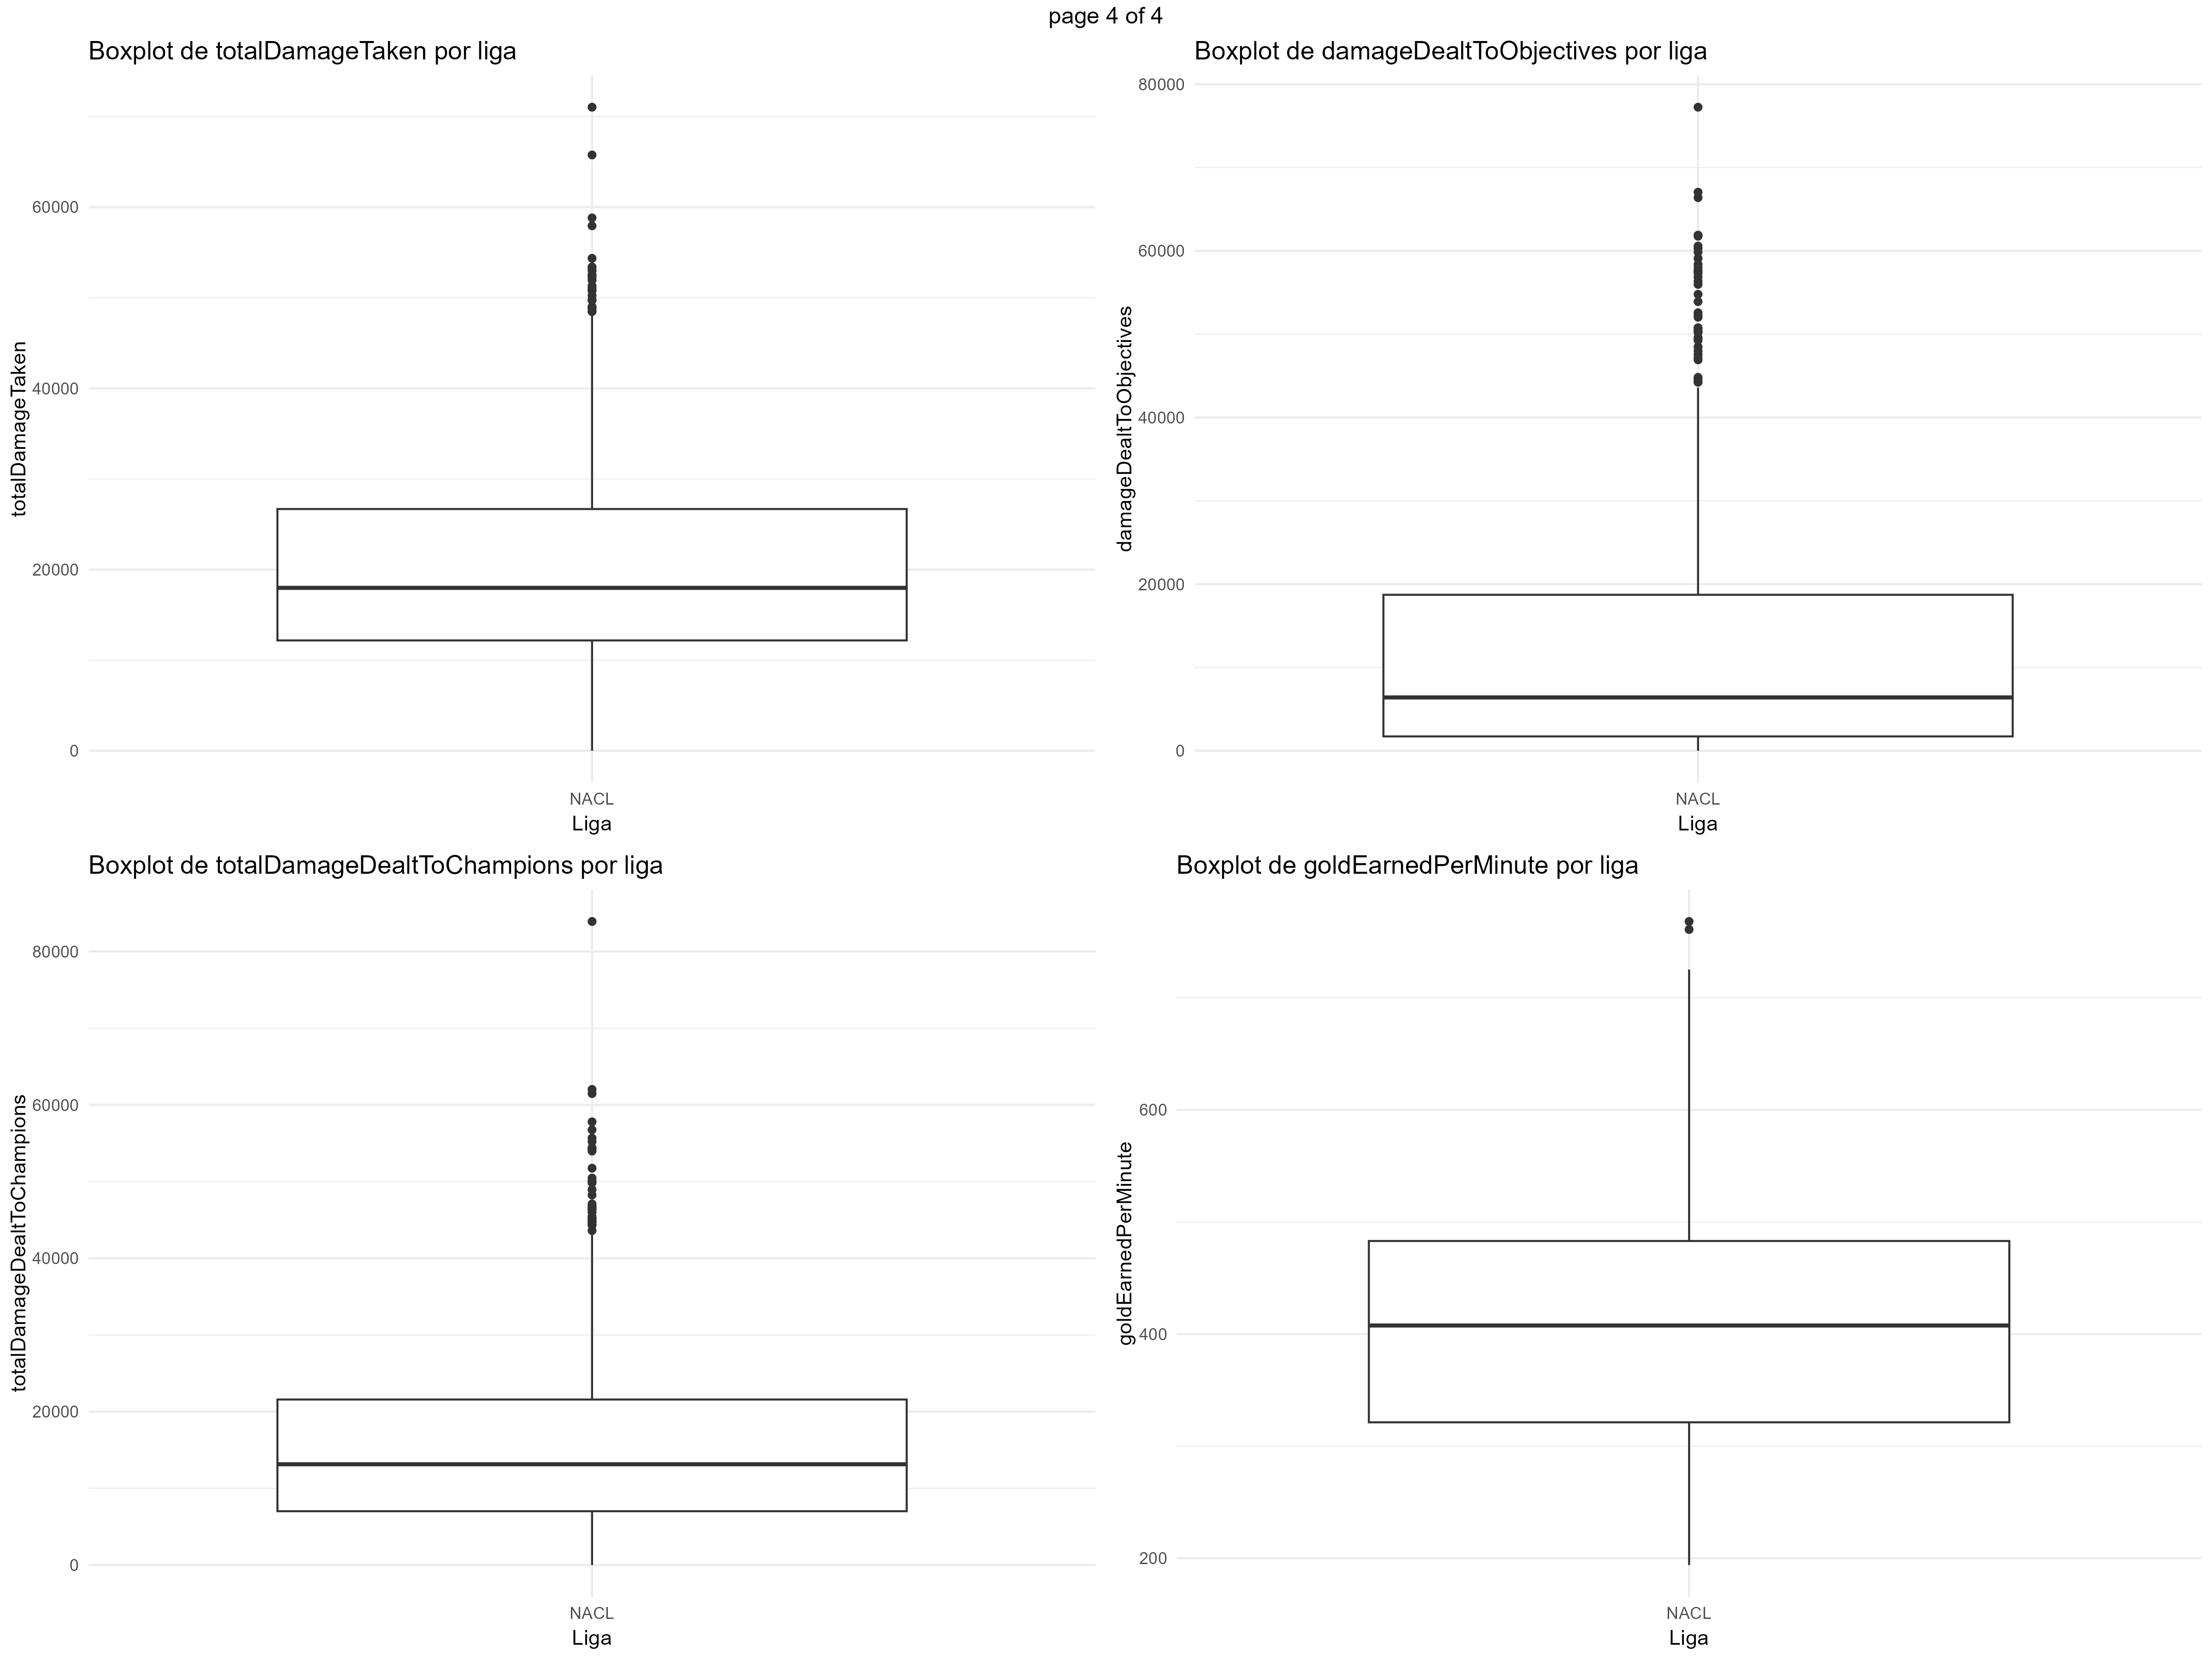 page 4 of 4
Boxplot de totalDamageTaken por liga
totalDamageTaken
60000
40000
20000
0
NACL
Liga
Boxplot de damageDealtToObjectives por liga
damageDealtToObjectives
80000
60000
40000
20000
0
NACL
Liga
Boxplot de totalDamageDealtToChampions por liga
totalDamageDealtToChampions
80000
60000
40000
20000
0
NACL
Liga
Boxplot de goldEarnedPerMinute por liga
goldEarnedPerMinute
600
400
200
NACL
Liga